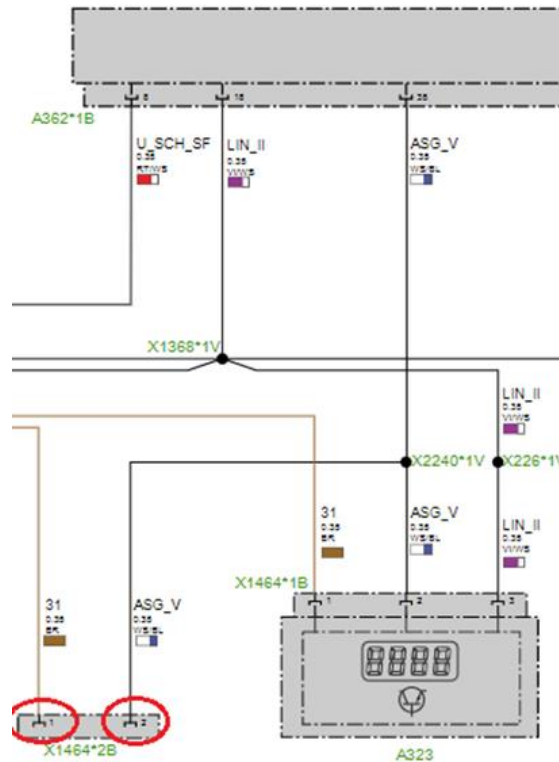 8
16
26
A362*1B
U_SCH_SF
0.35
RT/WS
LIN_II
0.35
VI/WS
ASG_V
0.35
WS/BL
X1368*1V
LIN_II
0.35
VI/WS
X2240*1V
X226*1V
31
0.35
BR
ASG_V
0.35
WS/BL
LIN_II
0.35
VI/WS
X1464*1B
1
2
3
31
0.35
BR
ASG_V
0.35
WS/BL
8888
1
2
X1464*2B
A323